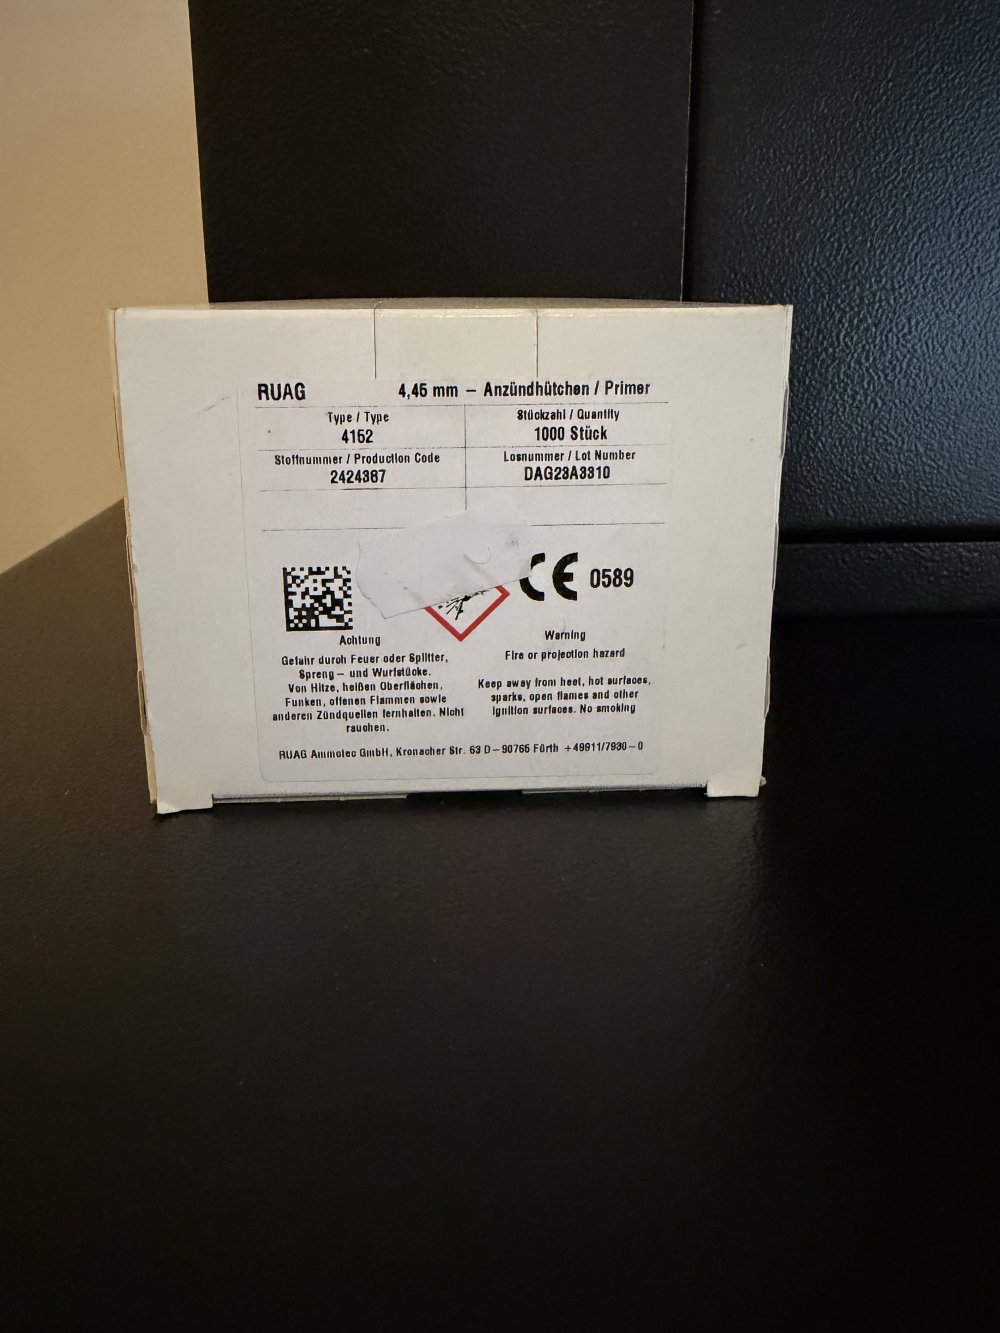 RUAG 4,45 mm – Anzündhütchen / Primer
Type / Type
4152
Stückzahl / Quantity
1000 Stück
Stoffnummer / Production Code
2424387
Losnummer / Lot Number
DAG23A3310
CE 0589
Achtung
Gefahr durch Feuer oder Splitter,
Spreng – und Wurfstücke.
Von Hitze, heißen Oberflächen,
Funken, offenen Flammen sowie
anderen Zündquellen fernhalten. Nicht
rauchen.
Warning
Fire or projection hazard
Keep away from heat, hot surfaces,
sparks, open flames and other
ignition surfaces. No smoking
RUAG Ammotec GmbH, Kronacher Str. 63 D – 90765 Fürth +49911/7930 – 0